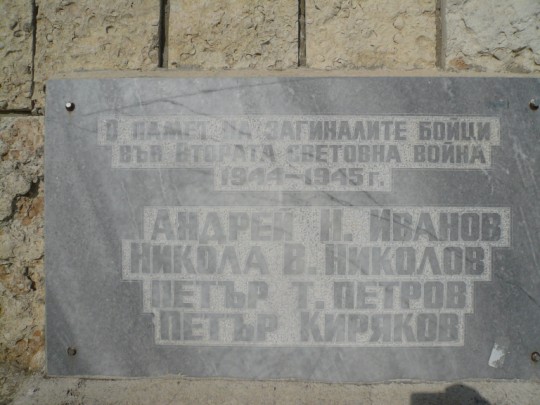 В ПАМЕТ НА ЗАГИНАЛИТЕ БОЙЦИ
ВЪВ ВТОРАТА СВЕТОВНА ВОЙНА
1944-1945 г.
АНДРЕЙ Н. ИВАНОВ
НИКОЛА В. НИКОЛОВ
ПЕТЪР Т. ПЕТРОВ
ПЕТЪР КИРЯКОВ